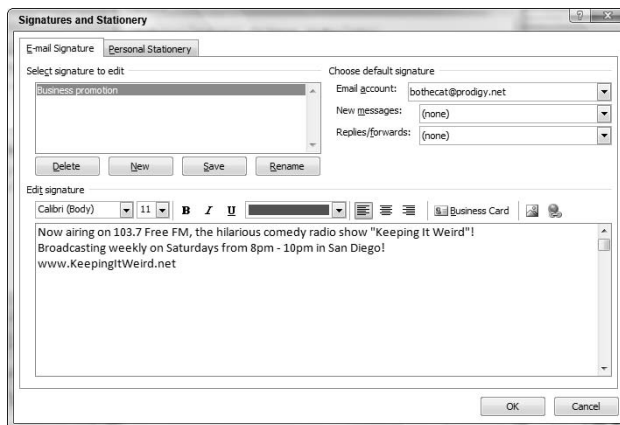 Signatures and Stationery
E-mail Signature Personal Stationery
Select signature to edit
Business promotion
Delete New Save Rename
Choose default signature
Email account: bothecat@prodigy.net
New messages: (none)
Replies/forwards: (none)
Edit signature
Calibri (Body) 11 B I U Business Card
Now airing on 103.7 Free FM, the hilarious comedy radio show "Keeping It Weird"!
Broadcasting weekly on Saturdays from 8pm - 10pm in San Diego!
www.KeepingItWeird.net
OK Cancel